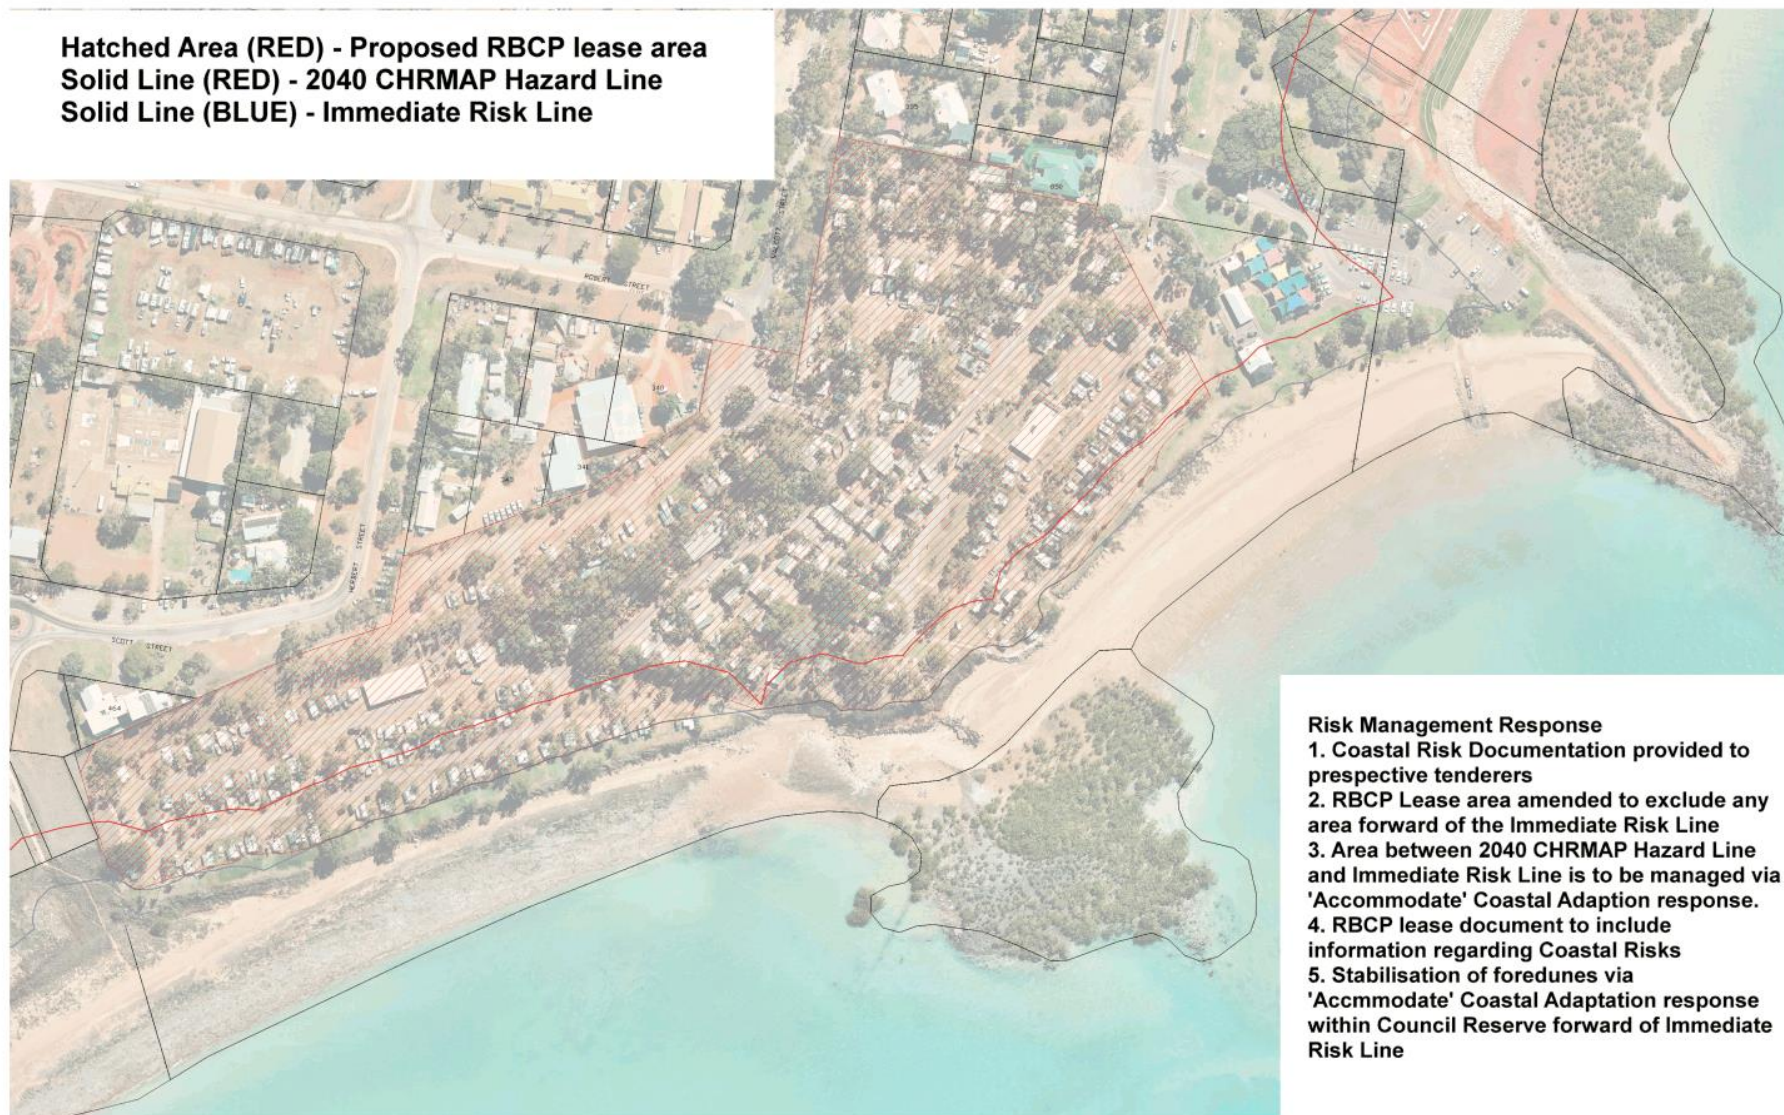 Hatched Area (RED) - Proposed RBCP lease area
Solid Line (RED) - 2040 CHRMAP Hazard Line
Solid Line (BLUE) - Immediate Risk Line
WALCOTT STREET
ROBERT STREET
HERBERT STREET
SCOTT STREET
340
Risk Management Response
1. Coastal Risk Documentation provided to
prespective tenderers
2. RBCP Lease area amended to exclude any
area forward of the Immediate Risk Line
3. Area between 2040 CHRMAP Hazard Line
and Immediate Risk Line is to be managed via
'Accommodate' Coastal Adaption response.
4. RBCP lease document to include
information regarding Coastal Risks
5. Stabilisation of foredunes via
'Accmmodate' Coastal Adaptation response
within Council Reserve forward of Immediate
Risk Line